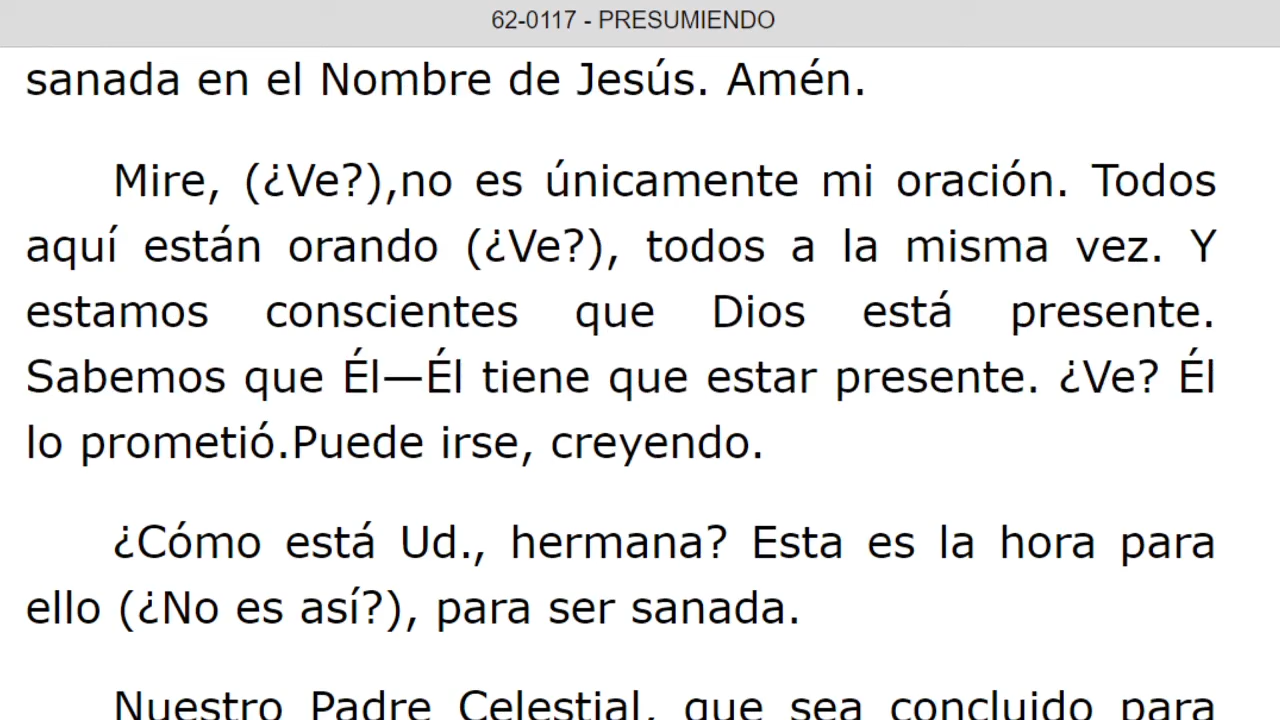 62-0117 - PRESUMIENDO
sanada en el Nombre de Jesús. Amén.
Mire, (¿Ve?),no es únicamente mi oración. Todos
aquí están orando (¿Ve?), todos a la misma vez. Y
estamos conscientes que Dios está presente.
Sabemos que Él—Él tiene que estar presente. ¿Ve? Él
lo prometió.Puede irse, creyendo.
¿Cómo está Ud., hermana? Esta es la hora para
ello (¿No es así?), para ser sanada.
Nuestro Padre Celestial, que sea concluido para